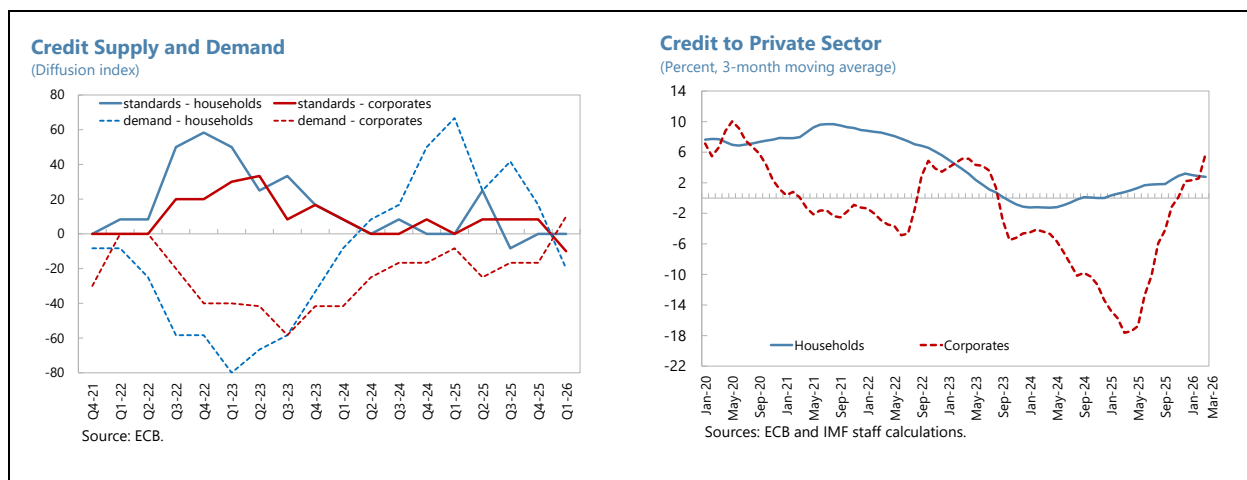 Credit Supply and Demand
(Diffusion index)
80
60
40
20
0
-20
-40
-60
-80
standards - households
standards - corporates
demand - households
demand - corporates
Q4-21
Q1-22
Q2-22
Q3-22
Q4-22
Q1-23
Q2-23
Q3-23
Q4-23
Q1-24
Q2-24
Q3-24
Q4-24
Q1-25
Q2-25
Q3-25
Q4-25
Q1-26
Source: ECB.
Credit to Private Sector
(Percent, 3-month moving average)
14
10
6
2
-2
-6
-10
-14
-18
-22
Households
Corporates
Jan-20
May-20
Sep-20
Jan-21
May-21
Sep-21
Jan-22
May-22
Sep-22
Jan-23
May-23
Sep-23
Jan-24
May-24
Sep-24
Jan-25
May-25
Sep-25
Jan-26
Mar-26
Sources: ECB and IMF staff calculations.